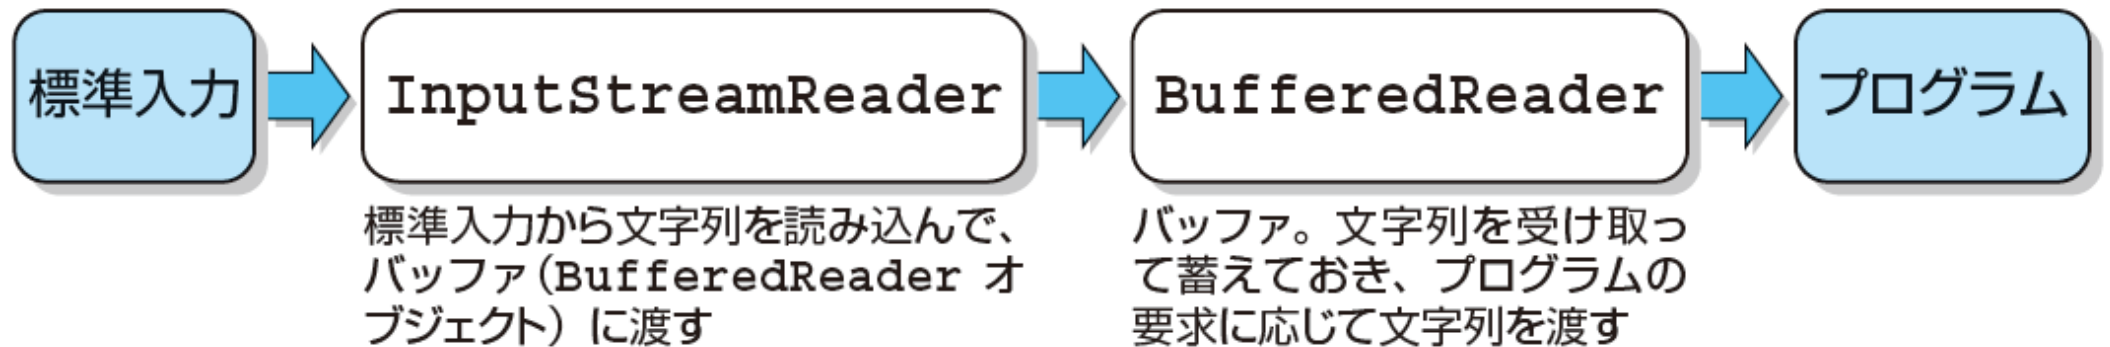 標準入力
InputStreamReader
BufferedReader
プログラム
標準入力から文字列を読み込んで、
バッファ(BufferedReader オ
ブジェクト)に渡す
バッファ。文字列を受け取っ
て蓄えておき、プログラムの
要求に応じて文字列を渡す